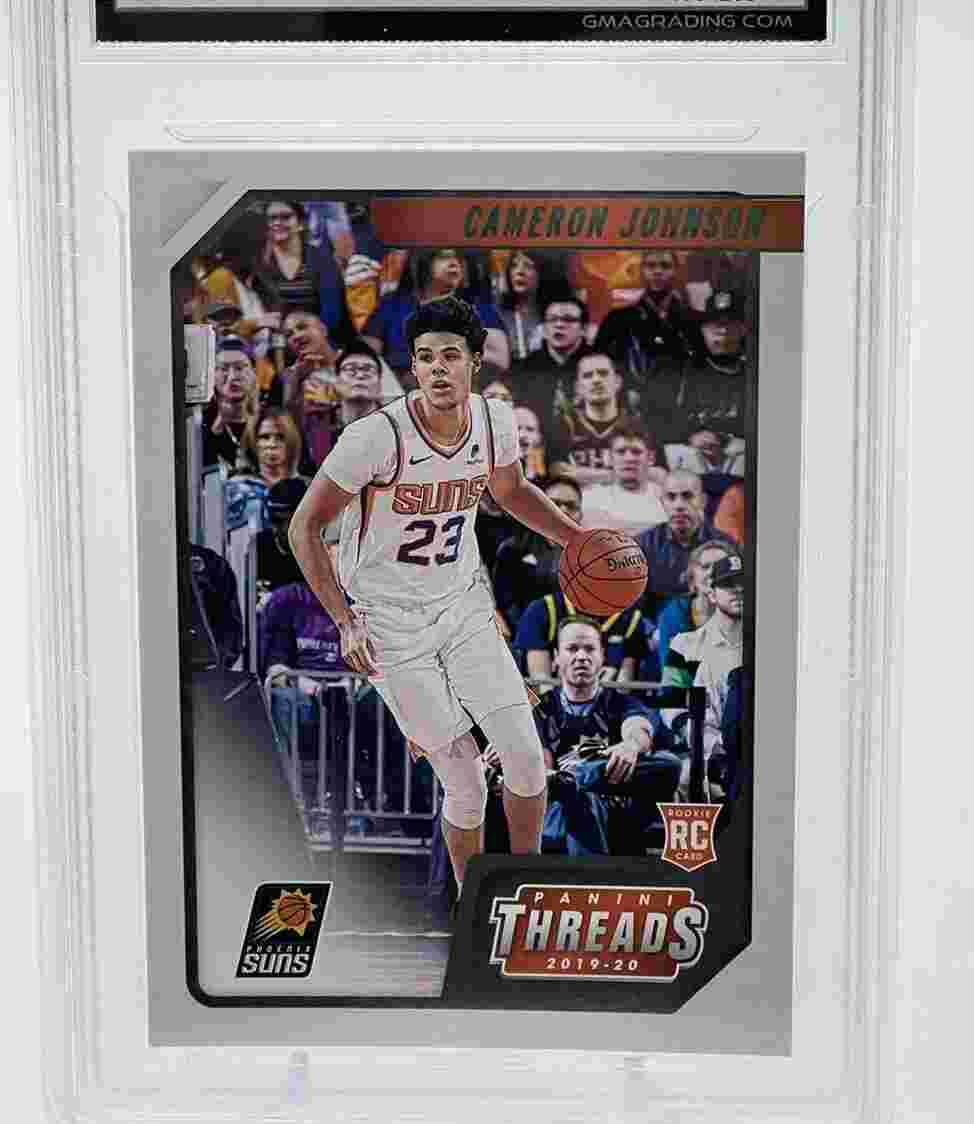 GMAGRADING.COM
CAMERON JOHNSON
SUNS
23
ROOKIE
RC
CARD
PANINI
THREADS
2019-20
PHOENIX
SUNS